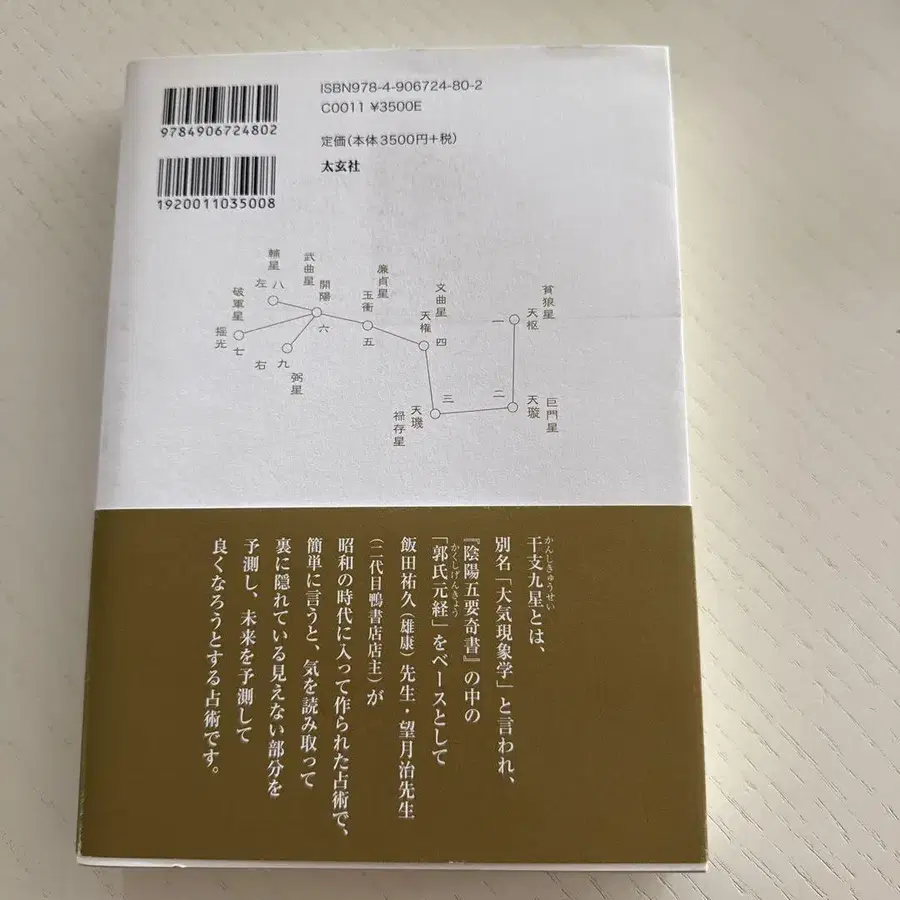 ISBN978-4-906724-80-2
C0011 ¥3500E
9784906724802
定価(本体3500円+税)
太玄社
1920011035008
輔星
左
八
武曲星
開陽
六
破軍星
揺光
七
右
九
弼星
廉貞星
玉衝
五
文曲星
天権
四
貧狼星
天枢
一
二
天璇
巨門星
三
天璣
禄存星
かんしきゅうせい
干支九星とは、
別名「大気現象学」と言われ、
『陰陽五要奇書』の中の
かくしげんきょう
「郭氏元経」をベースとして
飯田祐久(雄康)先生・望月治先生
(二代目鴨書店店主)が
昭和の時代に入って作られた占術で、
簡単に言うと、気を読み取って
裏に隠れている見えない部分を
予測し、未来を予測して
良くなろうとする占術です。